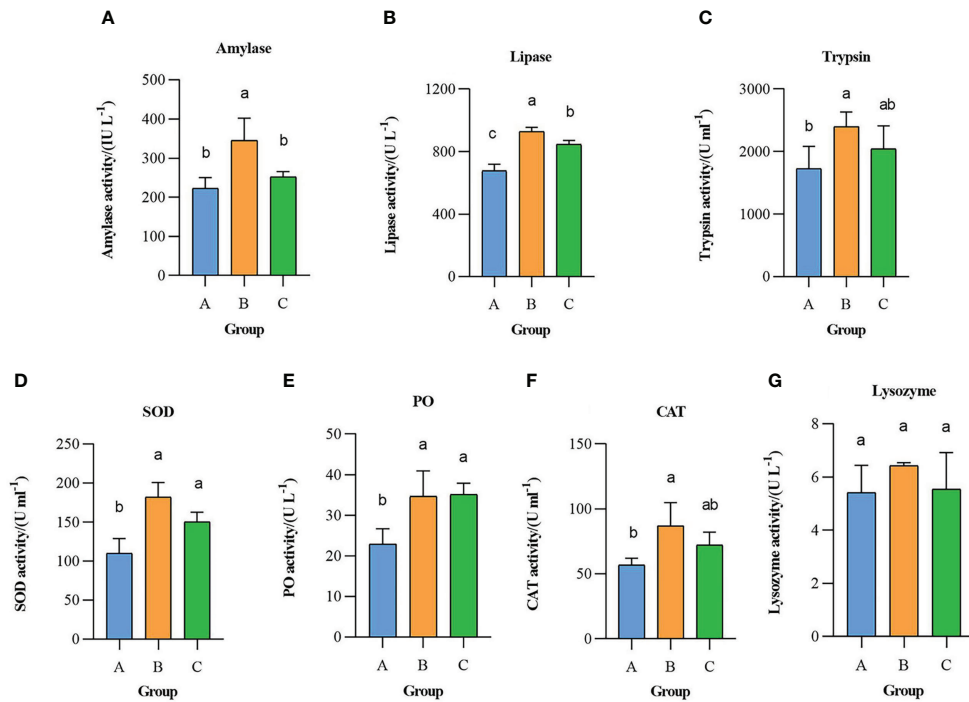 A
Amylase
Amylase activity/(IU L⁻¹)
500
400
300
200
100
0
b
a
b
A B C
Group
B
Lipase
Lipase activity/(U L⁻¹)
1200
800
400
0
c
a
b
A B C
Group
C
Trypsin
Trypsin activity/(U ml⁻¹)
3000
2000
1000
0
b
a
ab
A B C
Group
D
SOD
SOD activity/(U ml⁻¹)
250
200
150
100
50
0
b
a
a
A B C
Group
E
PO
PO activity/(U L⁻¹)
50
40
30
20
10
0
b
a
a
A B C
Group
F
CAT
CAT activity/(U ml⁻¹)
150
100
50
0
b
a
ab
A B C
Group
G
Lysozyme
Lysozyme activity/(U L⁻¹)
8
6
4
2
0
a
a
a
A B C
Group